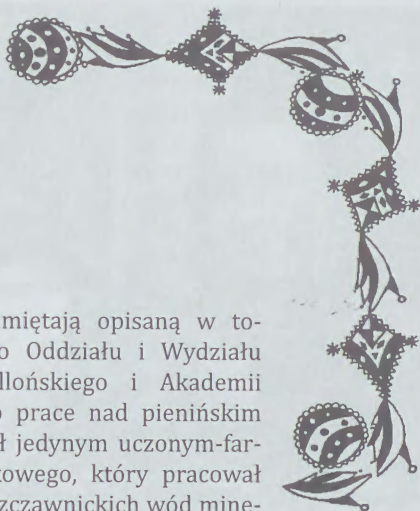 miętają opisaną w to-
o Oddziału i Wydziału
llońskiego i Akademii
o prace nad pienińskim
ł jedynym uczonym-far-
kowego, który pracował
zczawnickich wód mine-